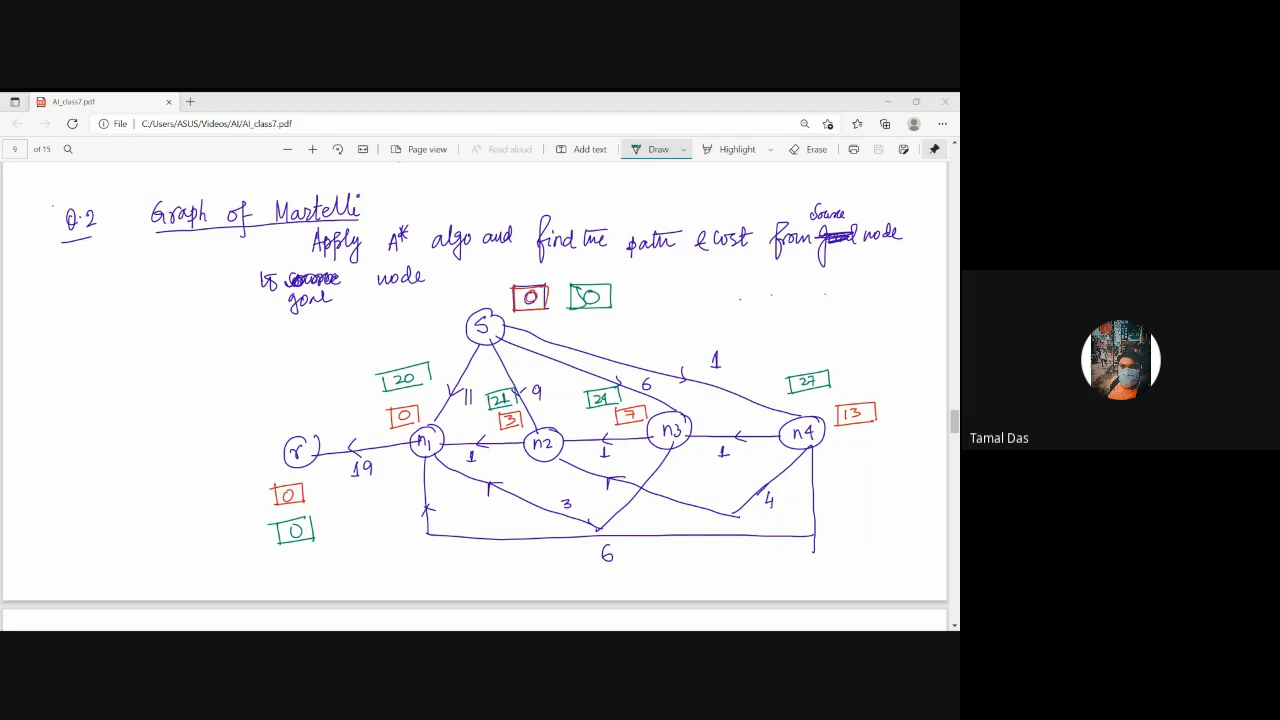 AI_class7.pdf
File C:/Users/ASUS/Videos/AI/AI_class7.pdf
9 of 15 Page view Read aloud Add text Draw Highlight Erase
Q.2 Graph of Martelli
Apply A* algo and find the path & cost from source node
to goal node
0 50
S
1
20 11 21 9 24 6 27
0 3 7 13
r 19 n1 1 n2 1 n3 1 n4
0 3 4
0 6
Tamal Das